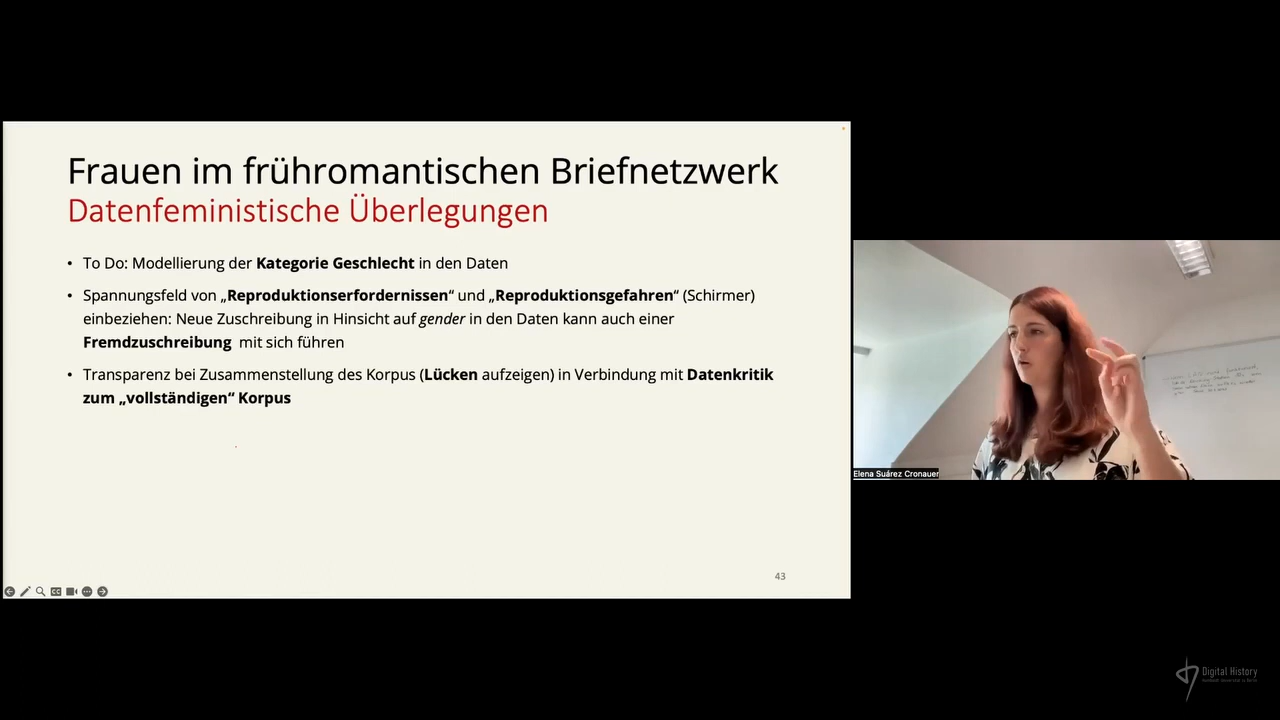 Frauen im frühromantischen Briefnetzwerk
Datenfeministische Überlegungen
• To Do: Modellierung der Kategorie Geschlecht in den Daten
• Spannungsfeld von „Reproduktionserfordernissen“ und „Reproduktionsgefahren“ (Schirmer)
einbeziehen: Neue Zuschreibung in Hinsicht auf gender in den Daten kann auch einer
Fremdzuschreibung mit sich führen
• Transparenz bei Zusammenstellung des Korpus (Lücken aufzeigen) in Verbindung mit Datenkritik
zum „vollständigen“ Korpus
43
Elena Suárez Cronauer
Digital History